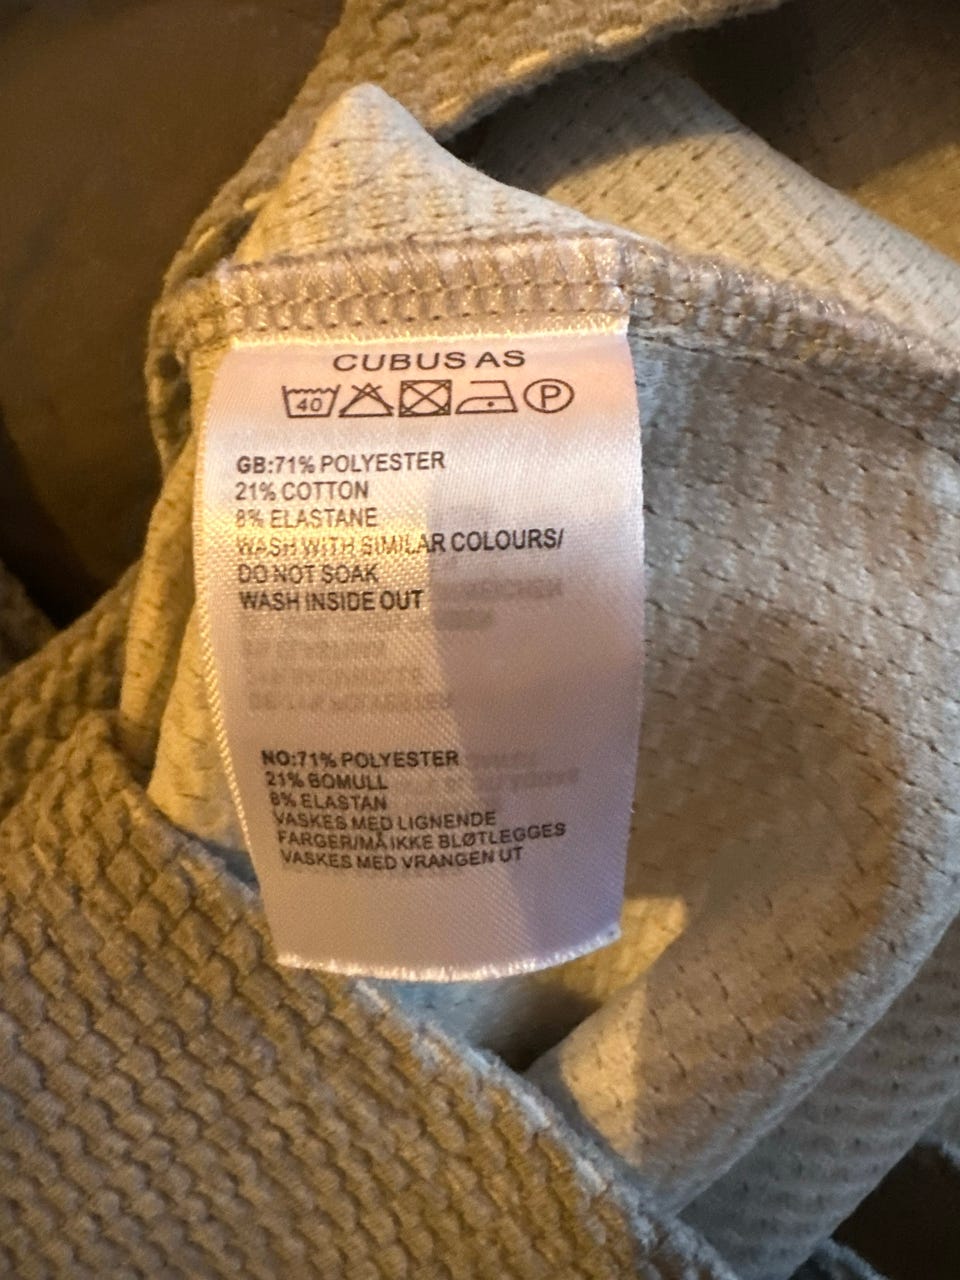 CUBUS AS
40 P
GB:71% POLYESTER
21% COTTON
8% ELASTANE
WASH WITH SIMILAR COLOURS/
DO NOT SOAK
WASH INSIDE OUT
NO:71% POLYESTER
21% BOMULL
8% ELASTAN
VASKES MED LIGNENDE
FARGER/MÅ IKKE BLØTLEGGES
VASKES MED VRANGEN UT